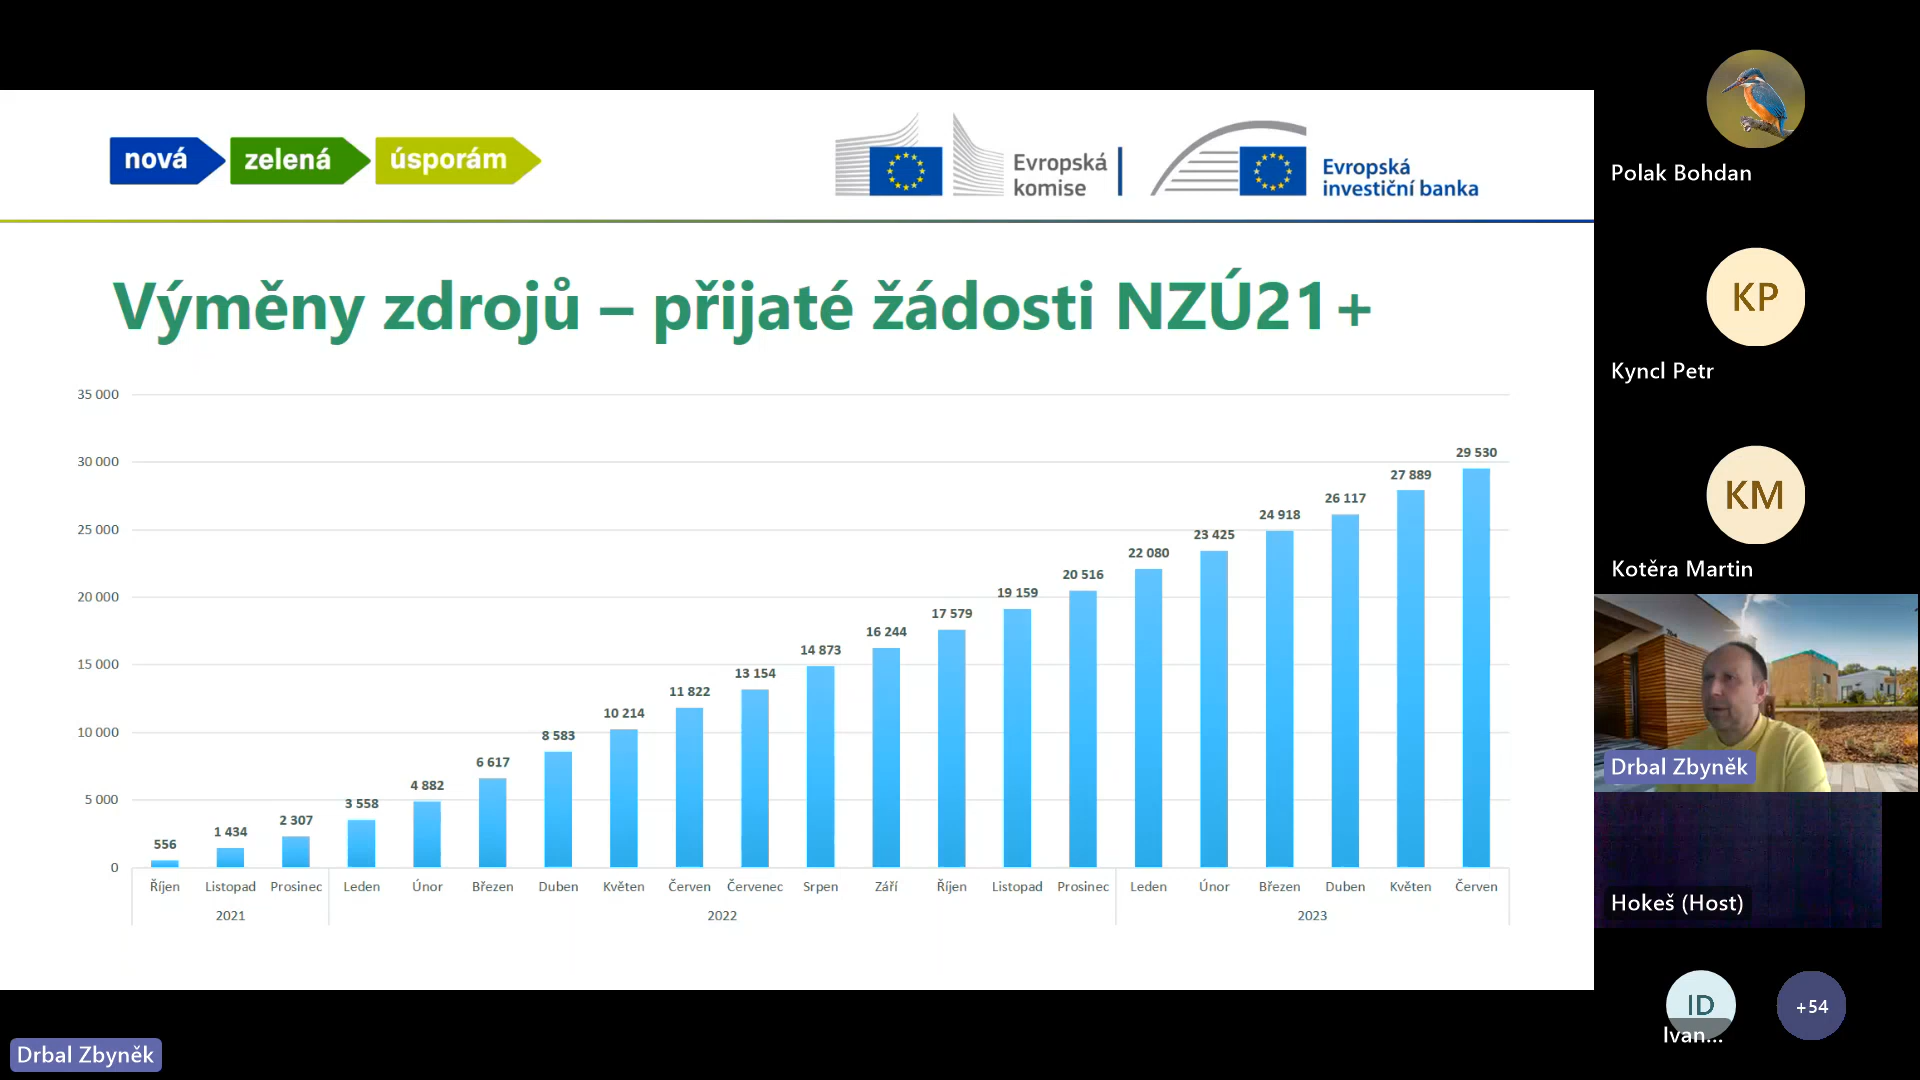 nová zelená úsporám
Evropská
komise
Evropská
investiční banka
Výměny zdrojů – přijaté žádosti NZÚ21+
35 000
30 000
25 000
20 000
15 000
10 000
5 000
0
556
1 434
2 307
3 558
4 882
6 617
8 583
10 214
11 822
13 154
14 873
16 244
17 579
19 159
20 516
22 080
23 425
24 918
26 117
27 889
29 530
Říjen Listopad Prosinec Leden Únor Březen Duben Květen Červen Červenec Srpen Září Říjen Listopad Prosinec Leden Únor Březen Duben Květen Červen
2021 2022 2023
Polak Bohdan
KP
Kyncl Petr
KM
Kotěra Martin
Drbal Zbyněk
Hokeš (Host)
ID
Ivan...
+54
Drbal Zbyněk